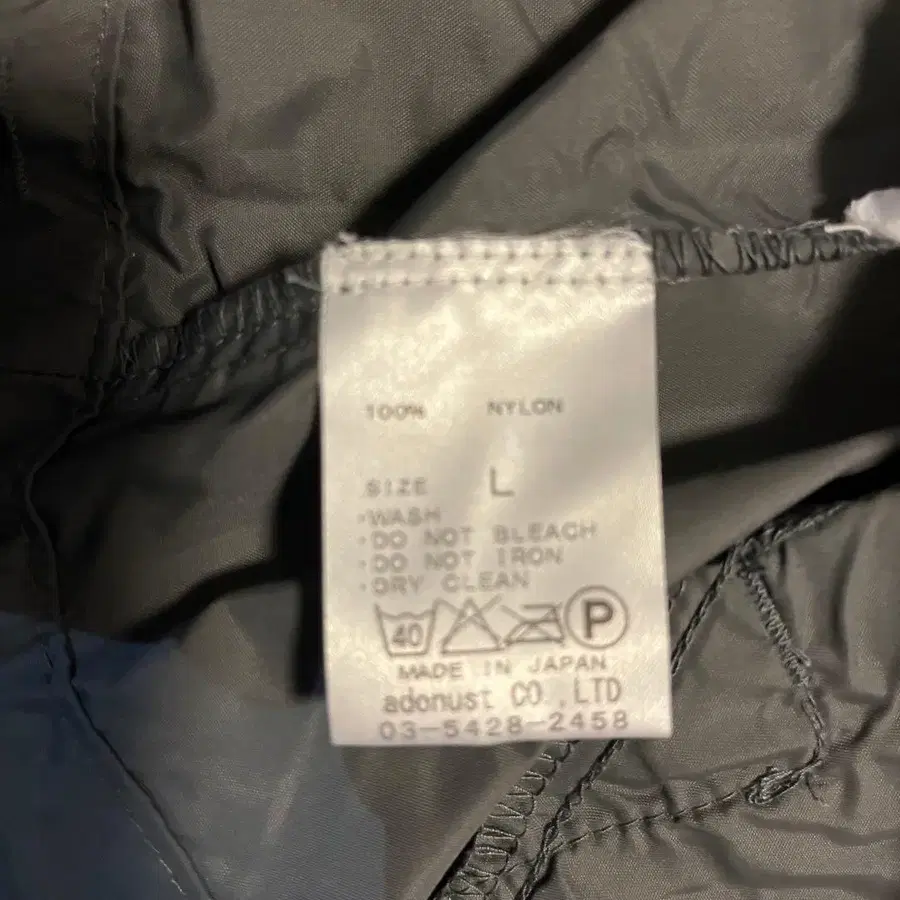 100% NYLON
SIZE L
・WASH
・DO NOT BLEACH
・DO NOT IRON
・DRY CLEAN
40 P
MADE IN JAPAN
adonust CO.,LTD
03-5428-2458